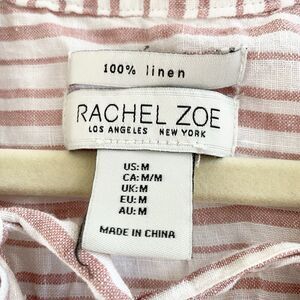 100% linen
RACHEL ZOE
LOS ANGELES NEW YORK
US: M
CA: M/M
UK: M
EU: M
AU: M
MADE IN CHINA